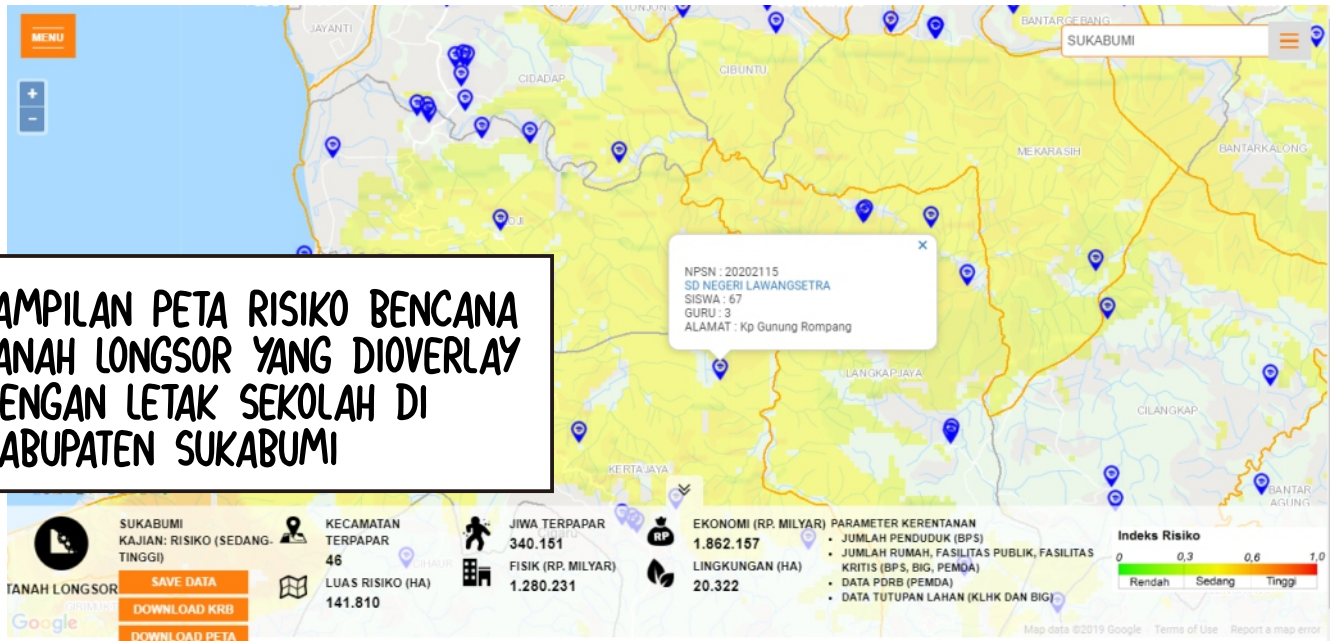 MENU
+
-
JAYANTI
CIDADAP
CIBUNTU
BANTARGEBANG
SUKABUMI
MEKARASIH
BANTARKALONG
NPSN : 20202115
SD NEGERI LAWANGSETRA
SISWA : 67
GURU : 3
ALAMAT : Kp Gunung Rompang
AMPILAN PETA RISIKO BENCANA
ANAH LONGSOR YANG DIOVERLAY
ENGAN LETAK SEKOLAH DI
ABUPATEN SUKABUMI
LANGKAPJAYA
CILANGKAP
KERTAJAYA
BANTAR
AGUNG
TANAH LONGSOR
SUKABUMI
KAJIAN: RISIKO (SEDANG-
TINGGI)
SAVE DATA
DOWNLOAD KRB
DOWNLOAD PETA
KECAMATAN
TERPAPAR
46
LUAS RISIKO (HA)
141.810
JIWA TERPAPAR
340.151
FISIK (RP. MILYAR)
1.280.231
RP
EKONOMI (RP. MILYAR)
1.862.157
LINGKUNGAN (HA)
20.322
PARAMETER KERENTANAN
• JUMLAH PENDUDUK (BPS)
• JUMLAH RUMAH, FASILITAS PUBLIK, FASILITAS
KRITIS (BPS, BIG, PEMDA)
• DATA PDRB (PEMDA)
• DATA TUTUPAN LAHAN (KLHK DAN BIG)
Indeks Risiko
0 0,3 0,6 1,0
Rendah Sedang Tinggi
CIHAUR
Google
Map data ©2019 Google Terms of Use Report a map error